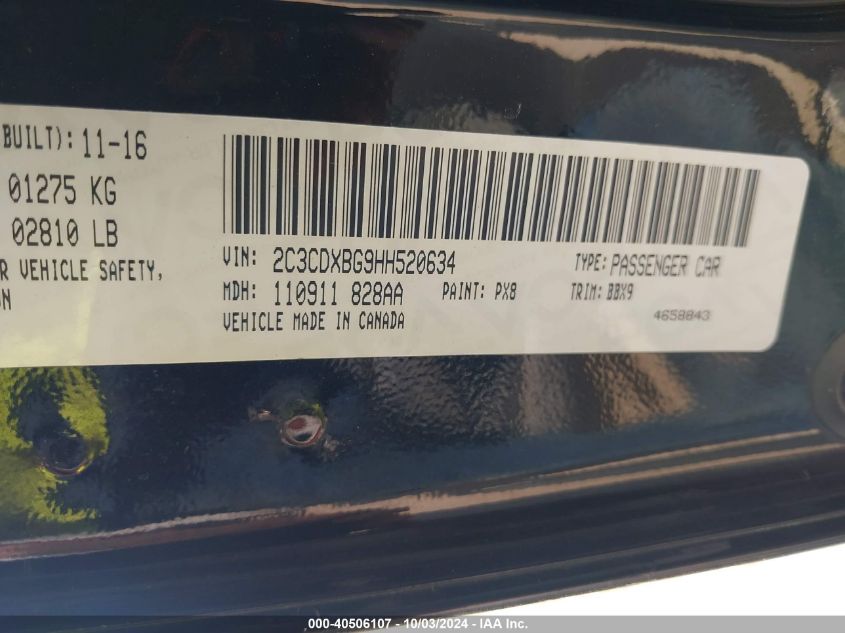 BUILT): 11-16
01275 KG
02810 LB
R VEHICLE SAFETY,
ON
VIN: 2C3CDXBG9HH520634 TYPE: PASSENGER CAR
MDH: 110911 828AA PAINT: PX8 TRIM: BBX9
VEHICLE MADE IN CANADA 4658843
000-40506107 - 10/03/2024 - IAA Inc.